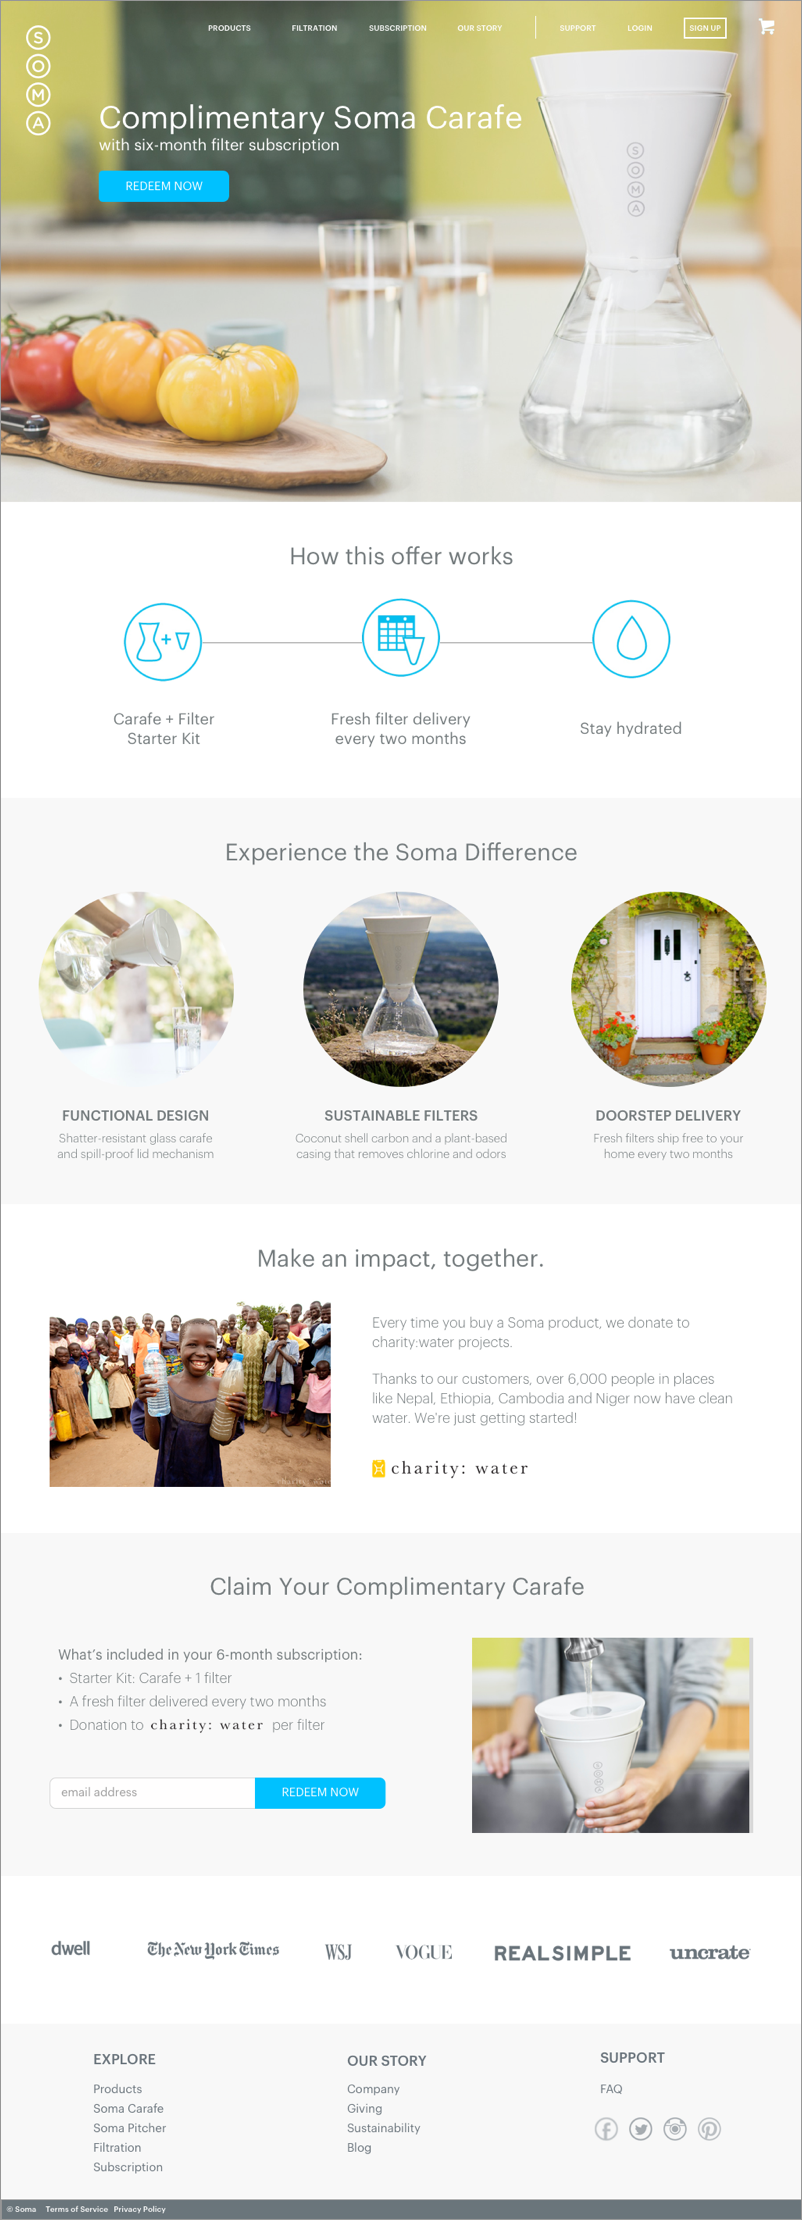 S
O
M
A
PRODUCTS FILTRATION SUBSCRIPTION OUR STORY SUPPORT LOGIN SIGN UP
Complimentary Soma Carafe
with six-month filter subscription
REDEEM NOW
S
O
M
A
How this offer works
Carafe + Filter
Starter Kit
Fresh filter delivery
every two months
Stay hydrated
Experience the Soma Difference
FUNCTIONAL DESIGN
Shatter-resistant glass carafe
and spill-proof lid mechanism
SUSTAINABLE FILTERS
Coconut shell carbon and a plant-based
casing that removes chlorine and odors
DOORSTEP DELIVERY
Fresh filters ship free to your
home every two months
Make an impact, together.
Every time you buy a Soma product, we donate to
charity:water projects.
Thanks to our customers, over 6,000 people in places
like Nepal, Ethiopia, Cambodia and Niger now have clean
water. We're just getting started!
charity: water
Claim Your Complimentary Carafe
What's included in your 6-month subscription:
• Starter Kit: Carafe + 1 filter
• A fresh filter delivered every two months
• Donation to charity: water per filter
email address REDEEM NOW
dwell The New York Times WSJ VOGUE REALSIMPLE uncrate
EXPLORE
Products
Soma Carafe
Soma Pitcher
Filtration
Subscription
OUR STORY
Company
Giving
Sustainability
Blog
SUPPORT
FAQ
© Soma Terms of Service Privacy Policy